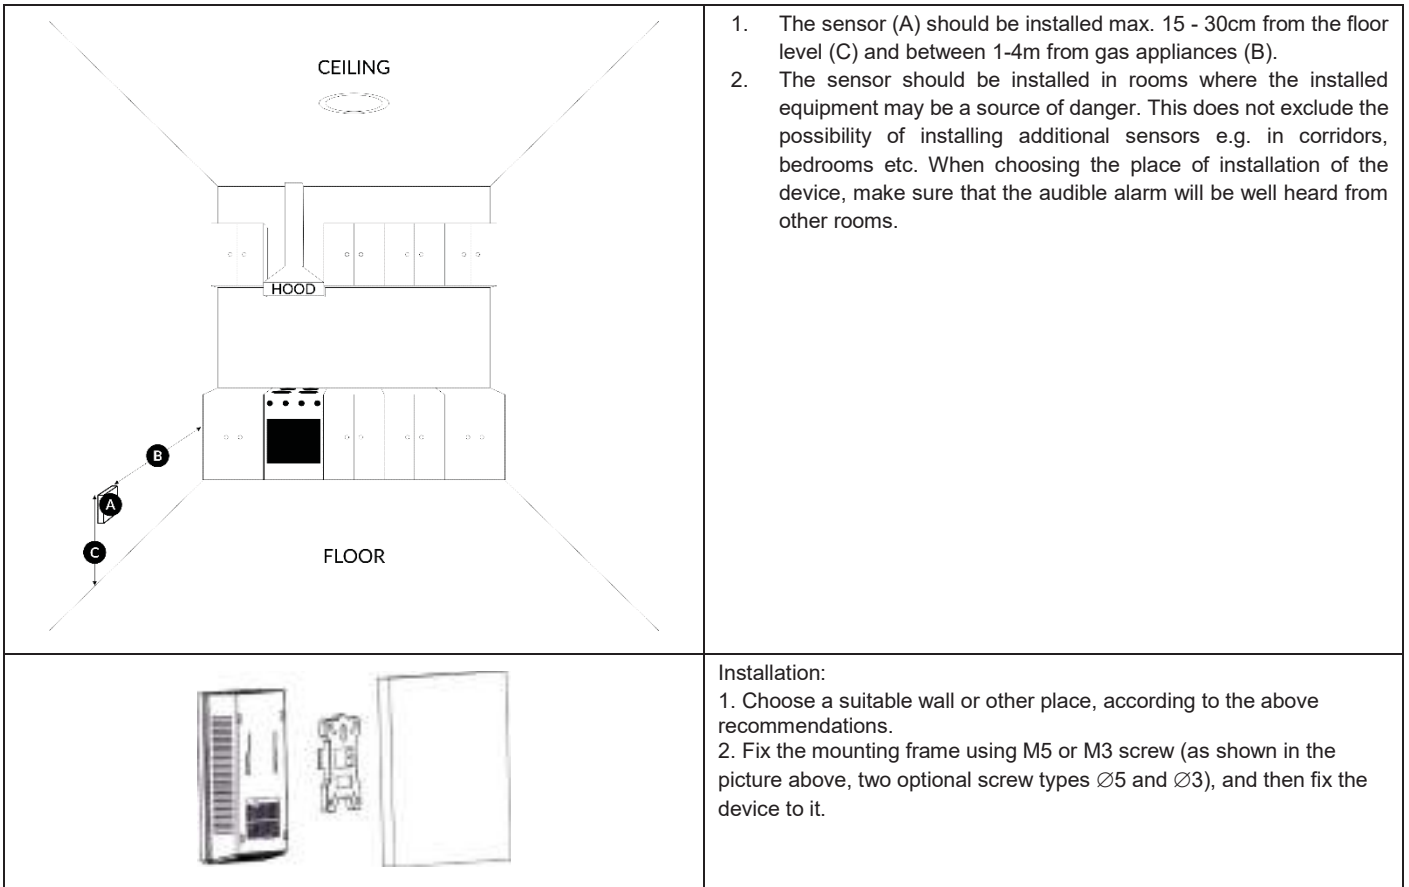 CEILING
HOOD
B
A
C
FLOOR
1. The sensor (A) should be installed max. 15 - 30cm from the floor
level (C) and between 1-4m from gas appliances (B).
2. The sensor should be installed in rooms where the installed
equipment may be a source of danger. This does not exclude the
possibility of installing additional sensors e.g. in corridors,
bedrooms etc. When choosing the place of installation of the
device, make sure that the audible alarm will be well heard from
other rooms.
Installation:
1. Choose a suitable wall or other place, according to the above
recommendations.
2. Fix the mounting frame using M5 or M3 screw (as shown in the
picture above, two optional screw types ∅5 and ∅3), and then fix the
device to it.